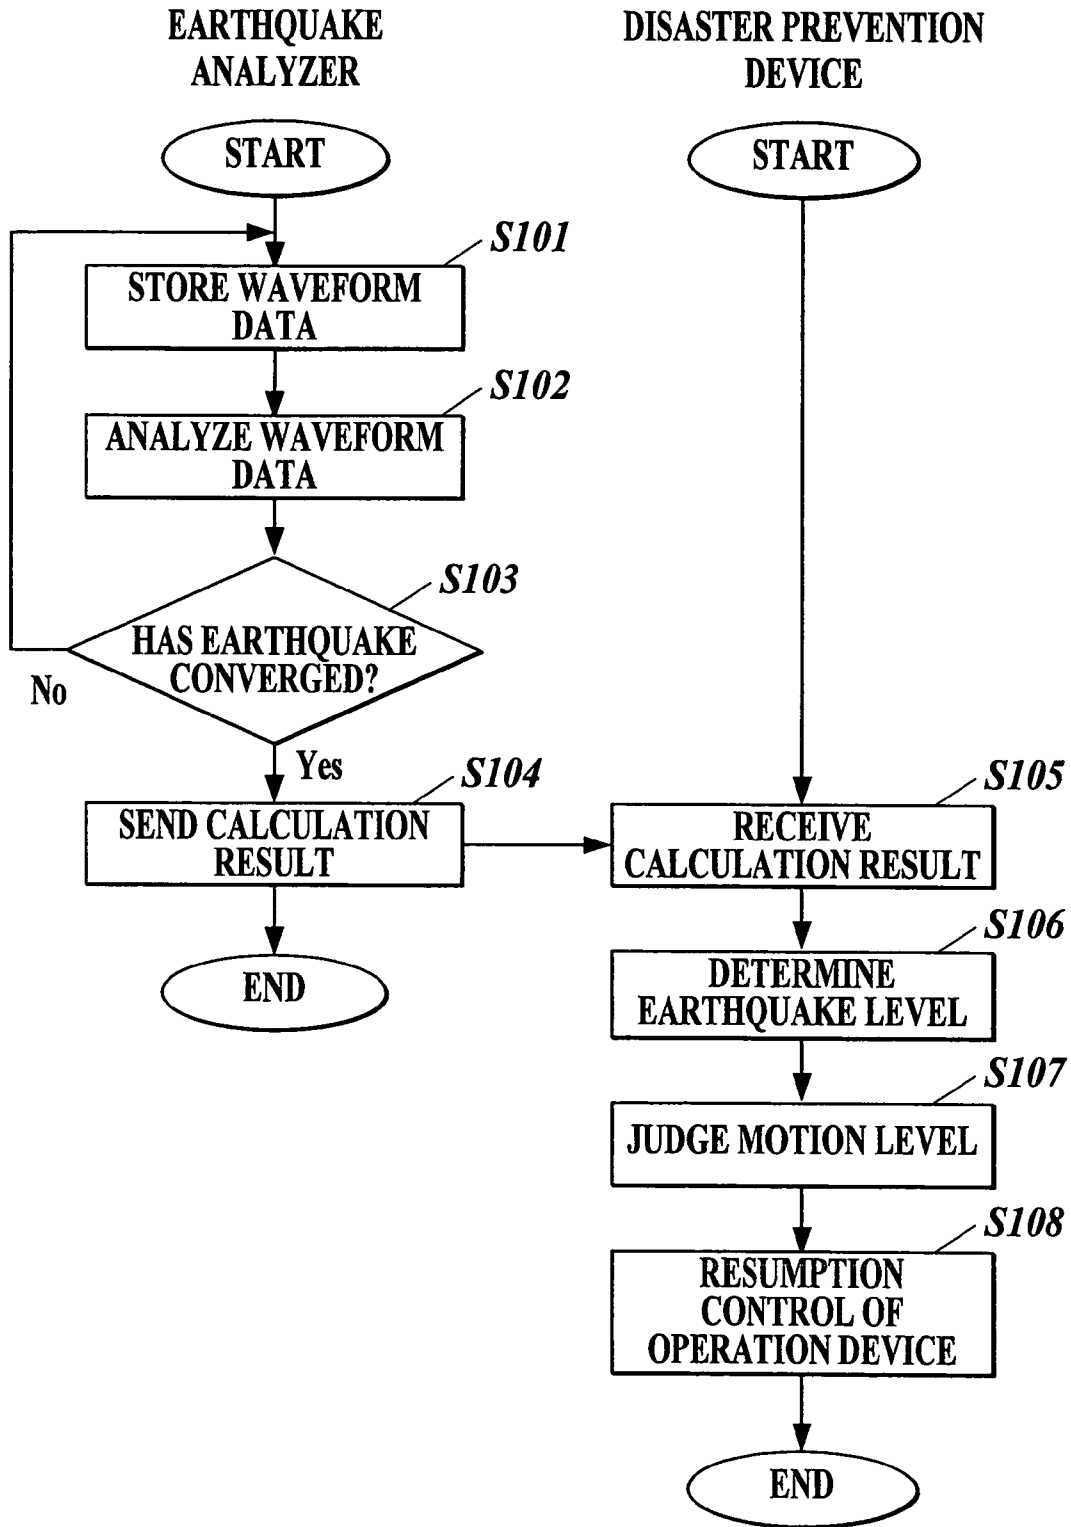 EARTHQUAKE
ANALYZER
START
S101
STORE WAVEFORM
DATA
S102
ANALYZE WAVEFORM
DATA
S103
HAS EARTHQUAKE
CONVERGED?
No
Yes
S104
SEND CALCULATION
RESULT
END
DISASTER PREVENTION
DEVICE
START
S105
RECEIVE
CALCULATION RESULT
S106
DETERMINE
EARTHQUAKE LEVEL
S107
JUDGE MOTION LEVEL
S108
RESUMPTION
CONTROL OF
OPERATION DEVICE
END